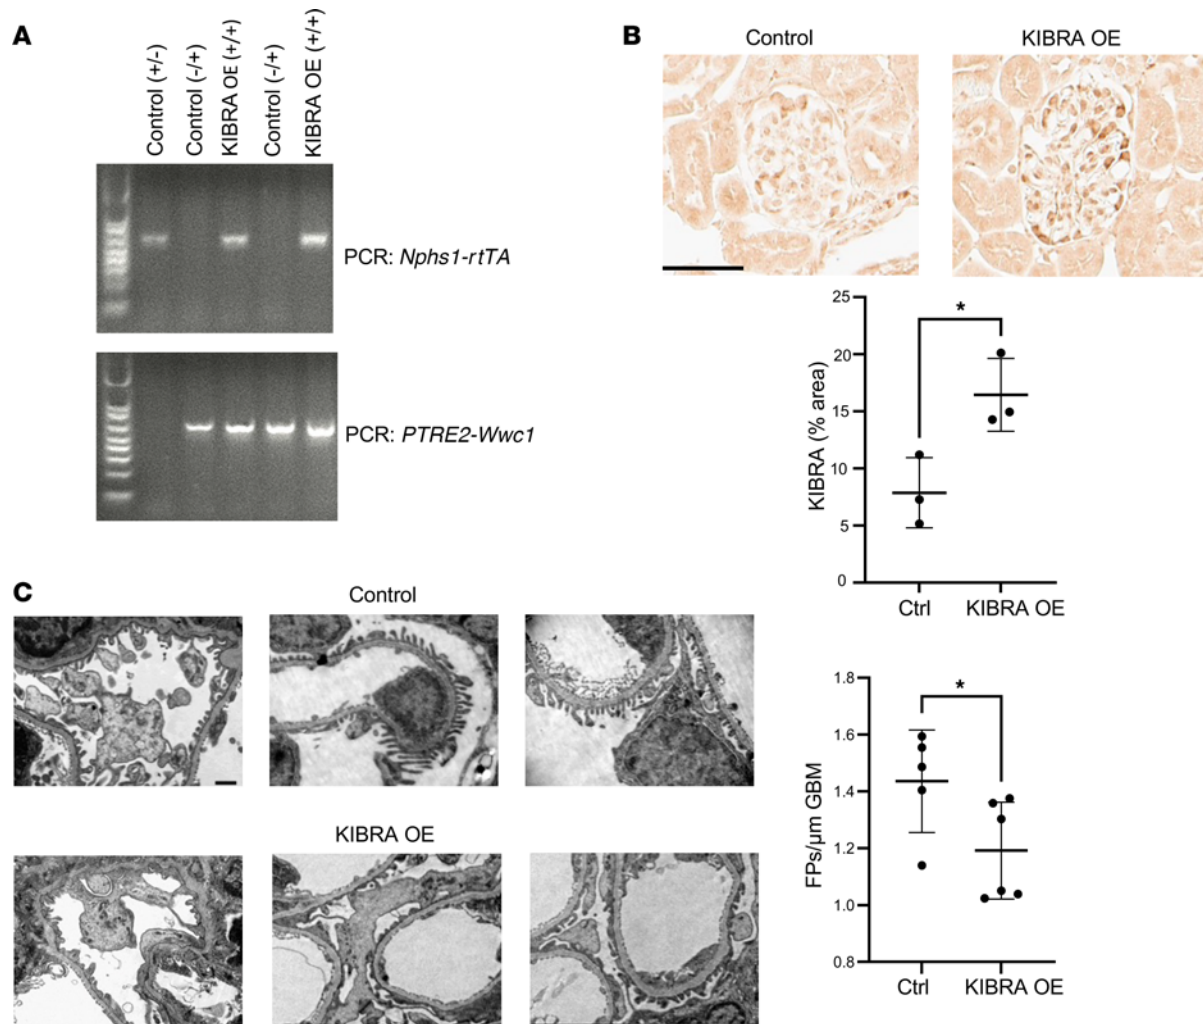 A
Control (+/-)
Control (-/+)
KIBRA OE (+/+)
Control (-/+)
KIBRA OE (+/+)
PCR: Nphs1-rtTA
PCR: PTRE2-Wwc1
B
Control
KIBRA OE
25
20
15
10
5
0
KIBRA (% area)
*
Ctrl
KIBRA OE
C
Control
KIBRA OE
1.8
1.6
1.4
1.2
1.0
0.8
FPs/µm GBM
*
Ctrl
KIBRA OE